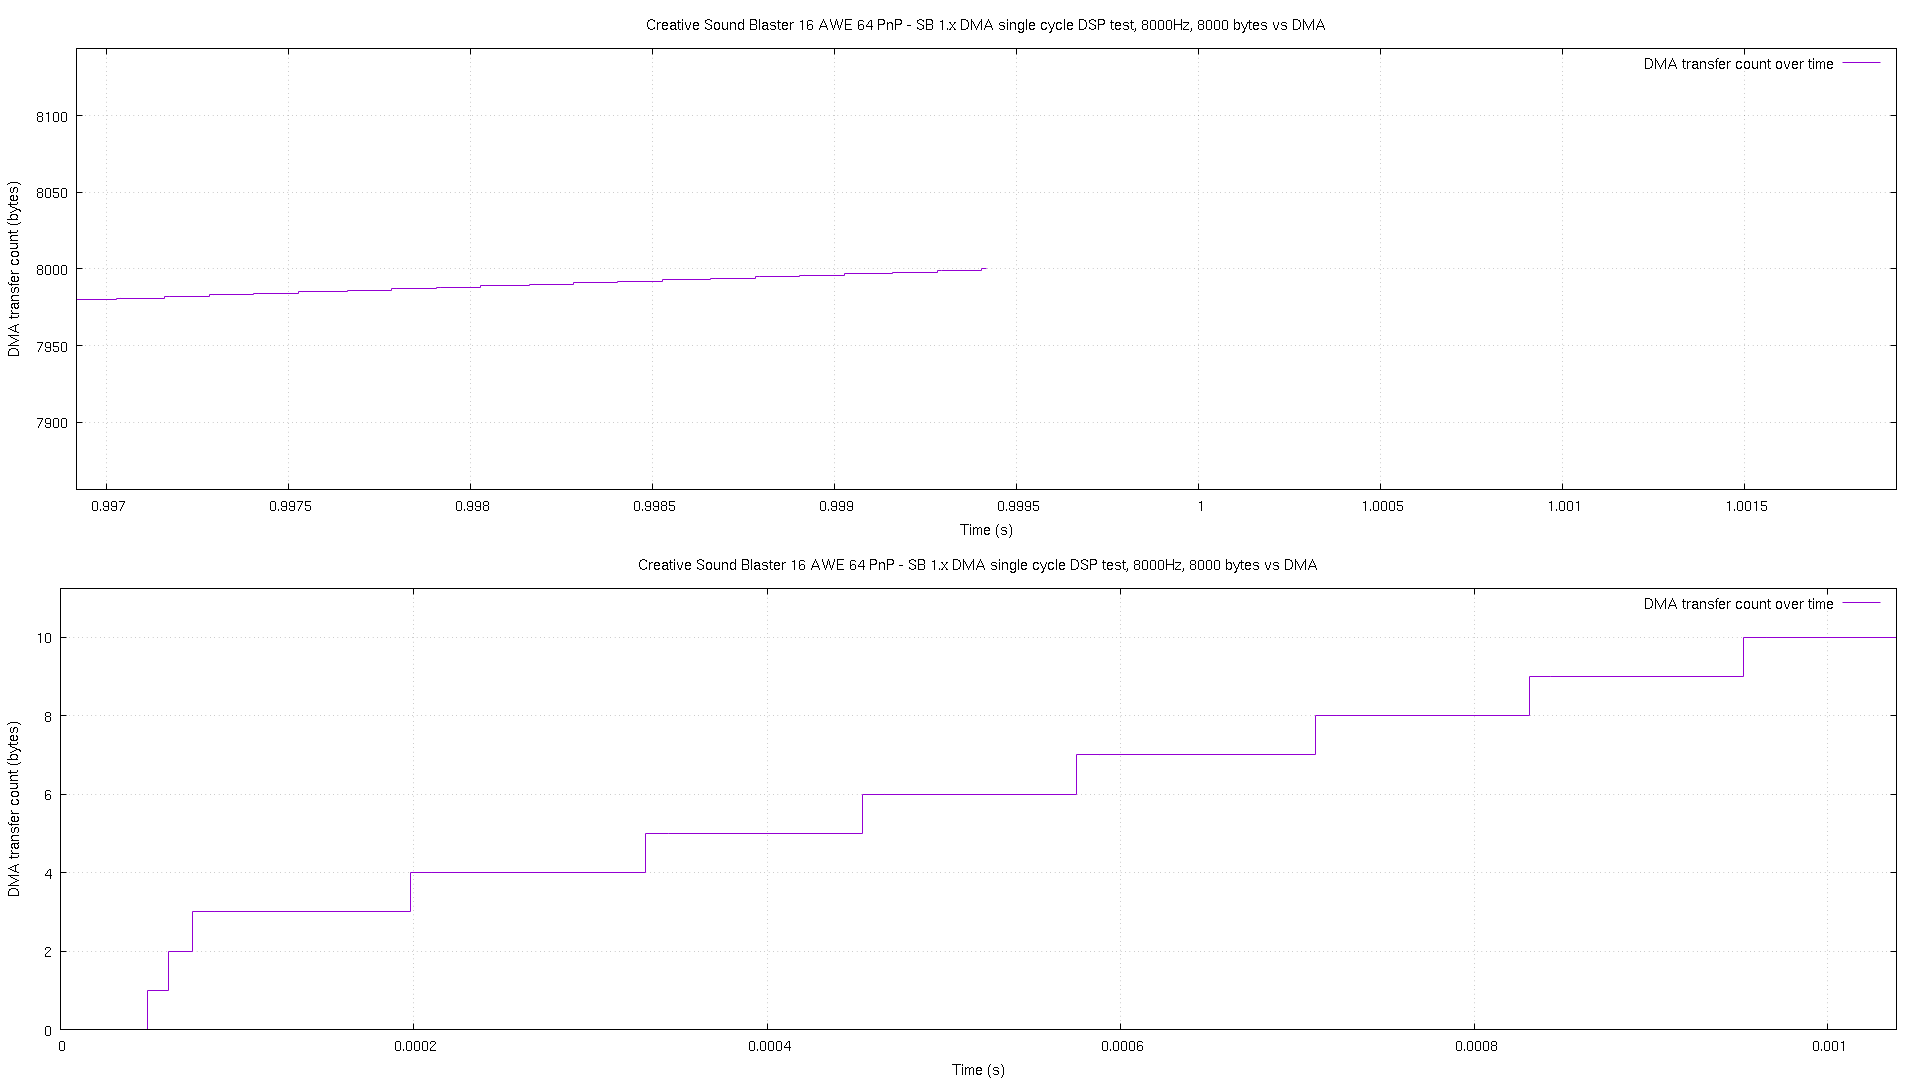 Creative Sound Blaster 16 AWE 64 PnP - SB 1.x DMA single cycle DSP test, 8000Hz, 8000 bytes vs DMA
DMA transfer count over time
8100
8050
8000
7950
7900
DMA transfer count (bytes)
0.997 0.9975 0.998 0.9985 0.999 0.9995 1 1.0005 1.001 1.0015
Time (s)
Creative Sound Blaster 16 AWE 64 PnP - SB 1.x DMA single cycle DSP test, 8000Hz, 8000 bytes vs DMA
DMA transfer count over time
10
8
6
4
2
0
DMA transfer count (bytes)
0 0.0002 0.0004 0.0006 0.0008 0.001
Time (s)